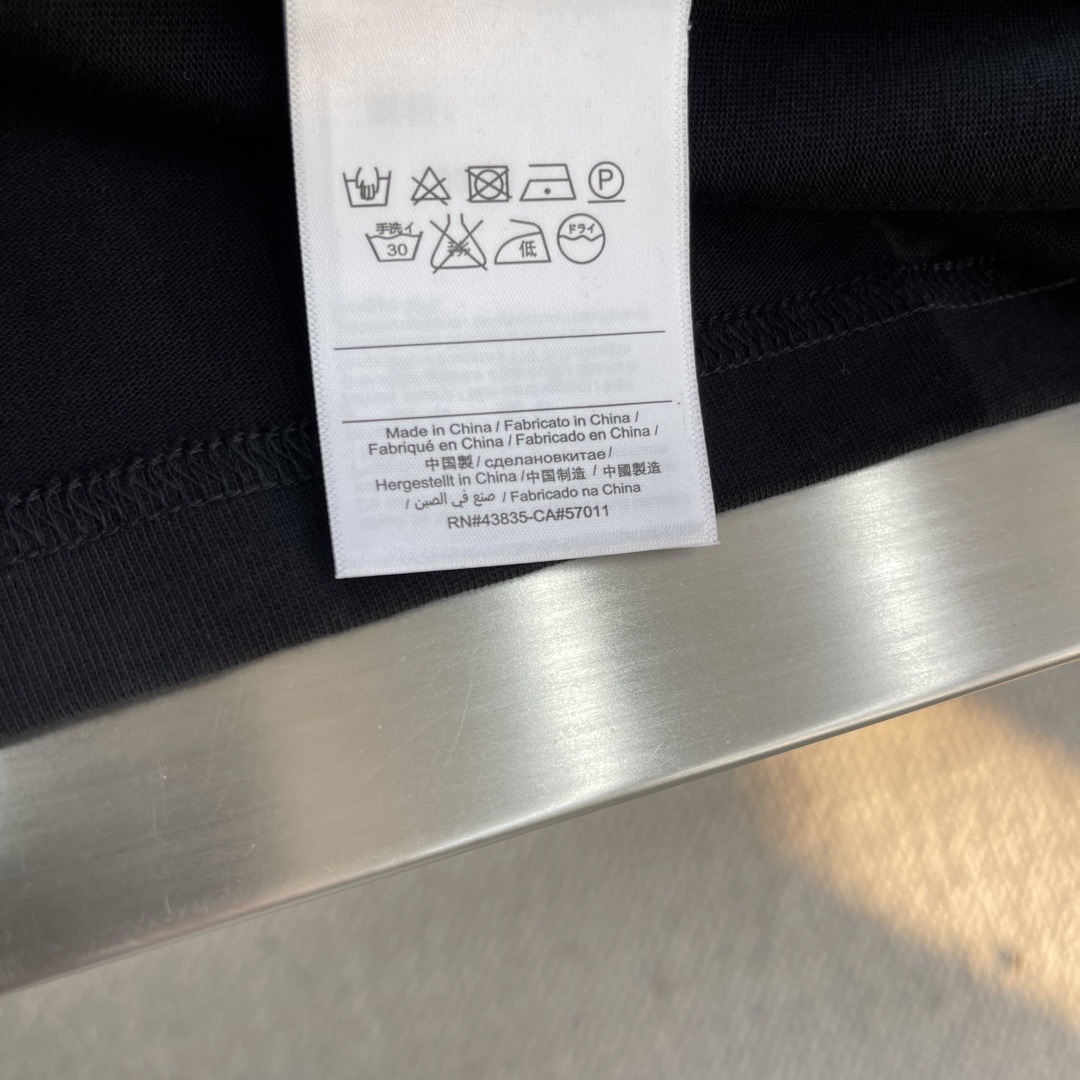 P
手洗イ
30
低
ドライ
Made in China / Fabricato in China /
Fabriqué en China / Fabricado en China /
中国製 / сделановкитае /
Hergestellt in China /中国制造 / 中國製造
/ صنع في الصين / Fabricado na China
RN#43835-CA#57011